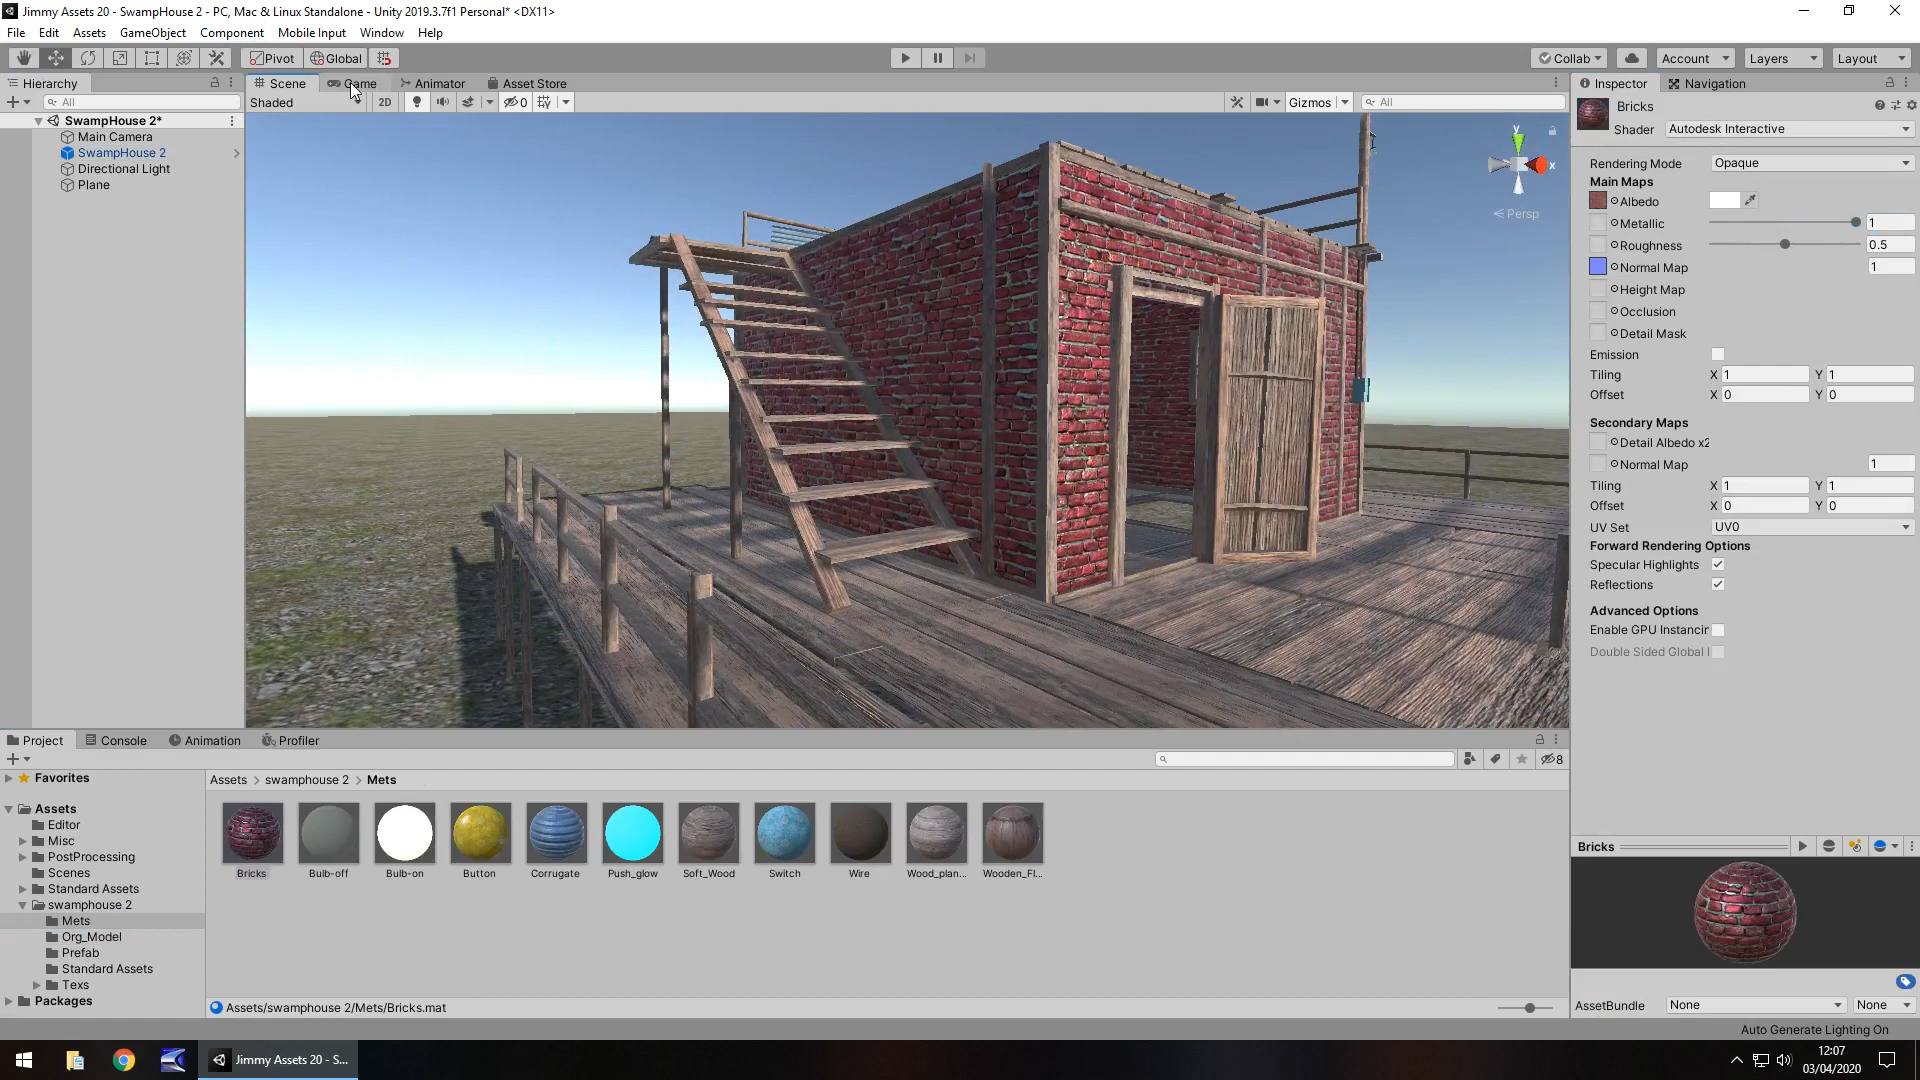 Jimmy Assets 20 - SwampHouse 2 - PC, Mac & Linux Standalone - Unity 2019.3.7f1 Personal* <DX11>
File Edit Assets GameObject Component Mobile Input Window Help
Pivot Global Collab Account Layers Layout
Hierarchy Scene Game Animator Asset Store Inspector Navigation
All Shaded 2D 0 Gizmos All
Bricks
Shader Autodesk Interactive
SwampHouse 2*
Main Camera
SwampHouse 2
Directional Light
Plane
y
x
Persp
Rendering Mode Opaque
Main Maps
Albedo
Metallic 1
Roughness 0.5
Normal Map 1
Height Map
Occlusion
Detail Mask
Emission
Tiling X 1 Y 1
Offset X 0 Y 0
Secondary Maps
Detail Albedo x2
Normal Map 1
Tiling X 1 Y 1
Offset X 0 Y 0
UV Set UV0
Forward Rendering Options
Specular Highlights
Reflections
Advanced Options
Enable GPU Instancin
Double Sided Global I
Project Console Animation Profiler
8
Favorites
Assets
Editor
Misc
PostProcessing
Scenes
Standard Assets
swamphouse 2
Mets
Org_Model
Prefab
Standard Assets
Texs
Packages
Assets > swamphouse 2 > Mets
Bricks Bulb-off Bulb-on Button Corrugate Push_glow Soft_Wood Switch Wire Wood_plan... Wooden_Fl...
Assets/swamphouse 2/Mets/Bricks.mat
Bricks
AssetBundle None None
Auto Generate Lighting On
Jimmy Assets 20 - S...
12:07
03/04/2020